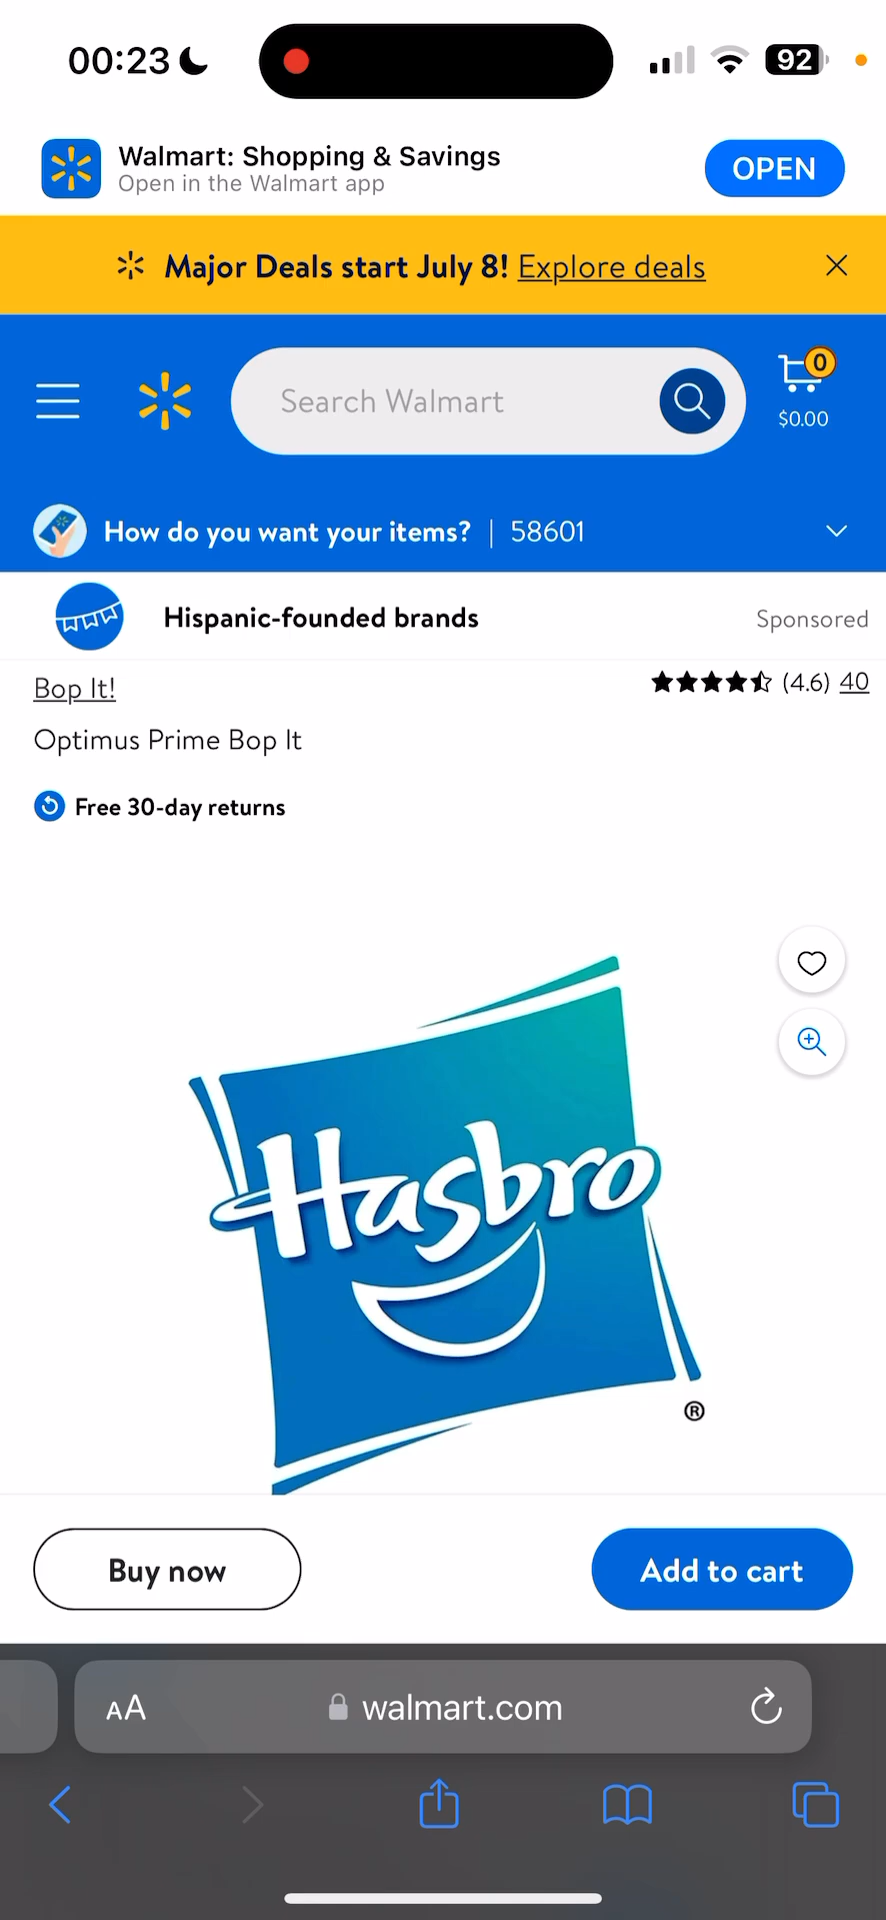 00:23
92
Walmart: Shopping & Savings
Open in the Walmart app
OPEN
Major Deals start July 8! Explore deals
Search Walmart
0
$0.00
How do you want your items? | 58601
Hispanic-founded brands
Sponsored
Bop It!
(4.6) 40
Optimus Prime Bop It
Free 30-day returns
Hasbro
®
Buy now
Add to cart
AA
walmart.com